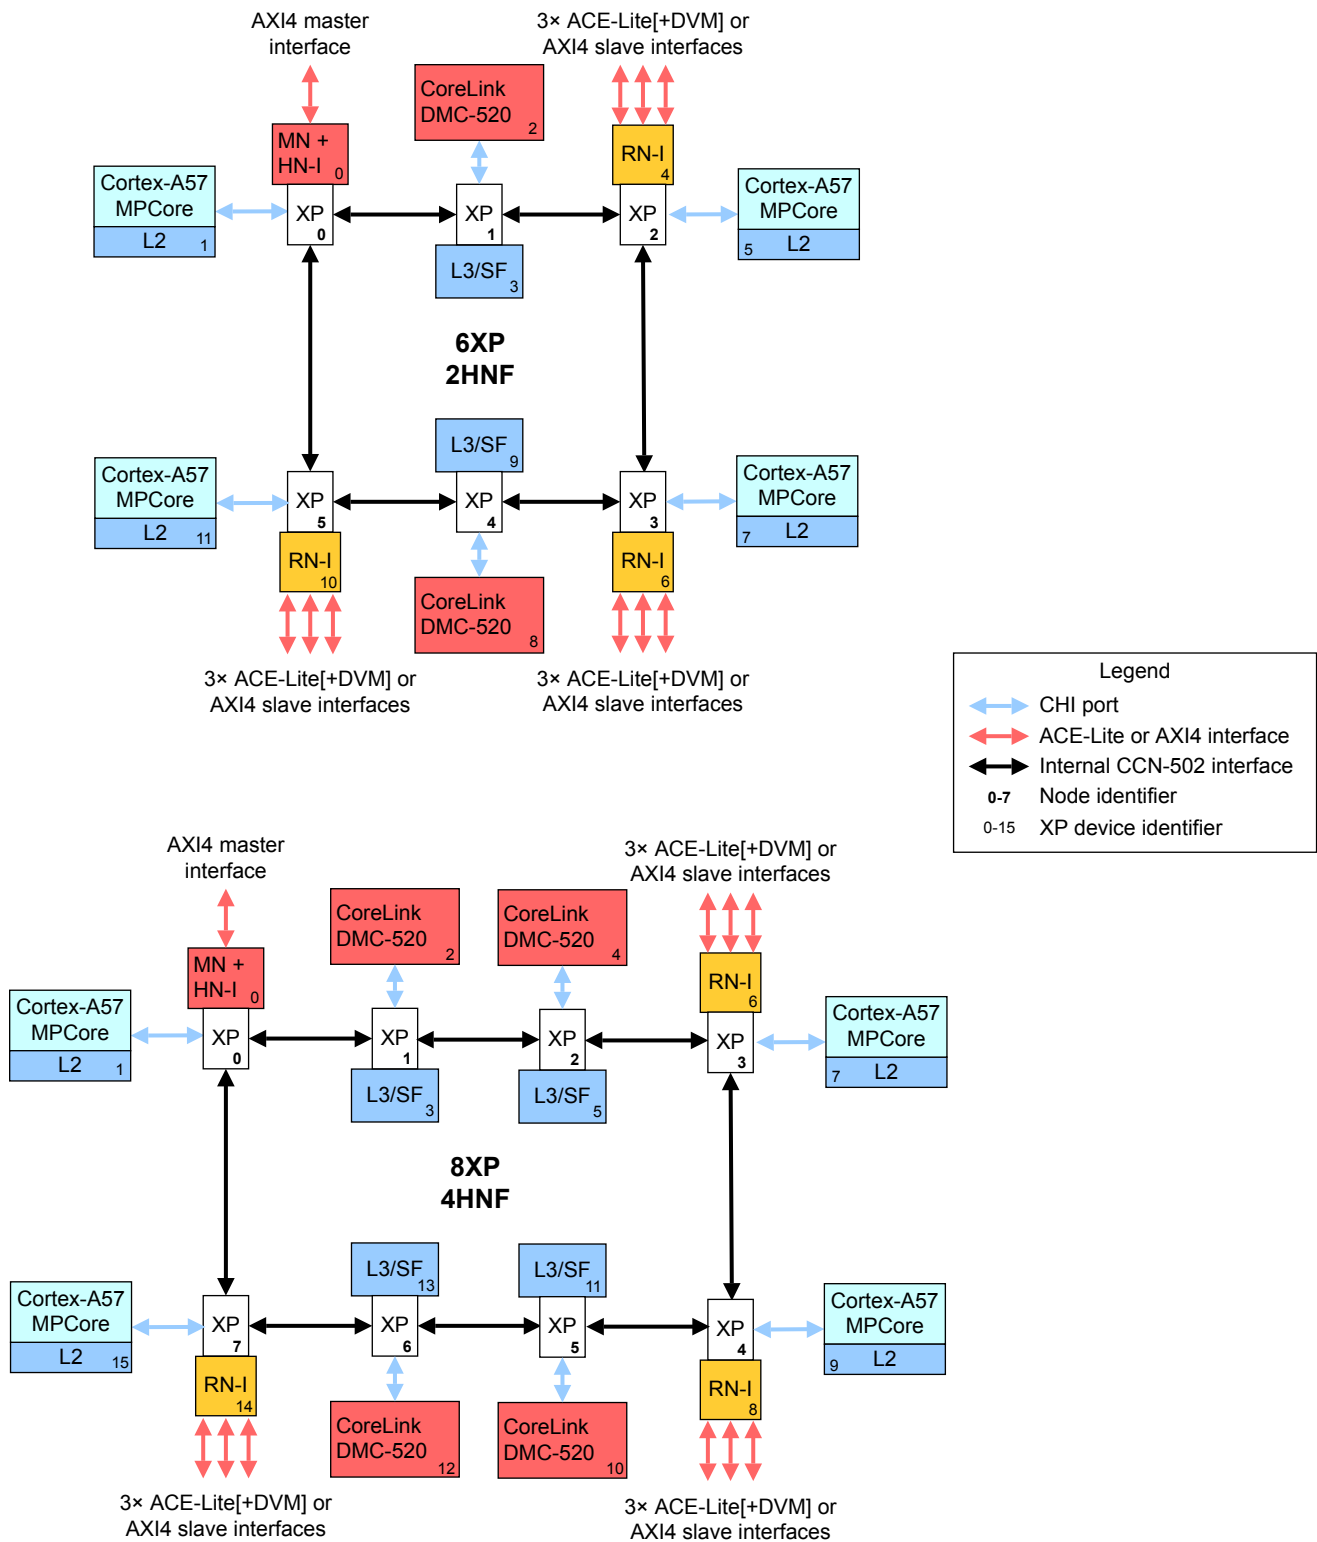 AXI4 master
interface
3× ACE-Lite[+DVM] or
AXI4 slave interfaces
CoreLink
DMC-520
2
MN +
HN-I 0
RN-I
4
Cortex-A57
MPCore
L2 1
XP
0
XP
1
XP
2
Cortex-A57
MPCore
5 L2
L3/SF
3
6XP
2HNF
L3/SF
9
Cortex-A57
MPCore
L2 11
XP
5
XP
4
XP
3
Cortex-A57
MPCore
7 L2
RN-I
10
CoreLink
DMC-520
8
RN-I
6
3× ACE-Lite[+DVM] or
AXI4 slave interfaces
3× ACE-Lite[+DVM] or
AXI4 slave interfaces
Legend
CHI port
ACE-Lite or AXI4 interface
Internal CCN-502 interface
0-7 Node identifier
0-15 XP device identifier
AXI4 master
interface
3× ACE-Lite[+DVM] or
AXI4 slave interfaces
CoreLink
DMC-520
2
CoreLink
DMC-520
4
MN +
HN-I 0
RN-I
6
Cortex-A57
MPCore
L2 1
XP
0
XP
1
XP
2
XP
3
Cortex-A57
MPCore
7 L2
L3/SF
3
L3/SF
5
8XP
4HNF
L3/SF
13
L3/SF
11
Cortex-A57
MPCore
L2 15
XP
7
XP
6
XP
5
XP
4
Cortex-A57
MPCore
9 L2
RN-I
14
CoreLink
DMC-520
12
CoreLink
DMC-520
10
RN-I
8
3× ACE-Lite[+DVM] or
AXI4 slave interfaces
3× ACE-Lite[+DVM] or
AXI4 slave interfaces